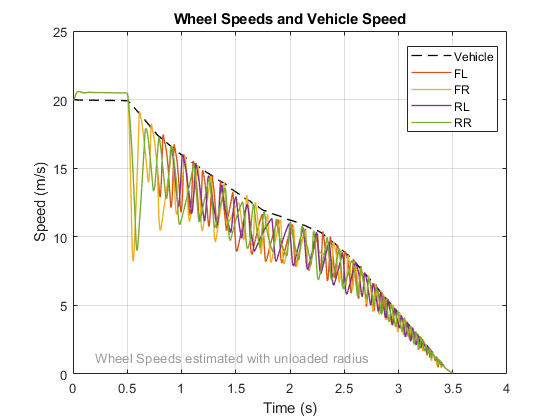 Wheel Speeds and Vehicle Speed
25
20
15
10
5
0
Speed (m/s)
Vehicle
FL
FR
RL
RR
Wheel Speeds estimated with unloaded radius
0 0.5 1 1.5 2 2.5 3 3.5 4
Time (s)